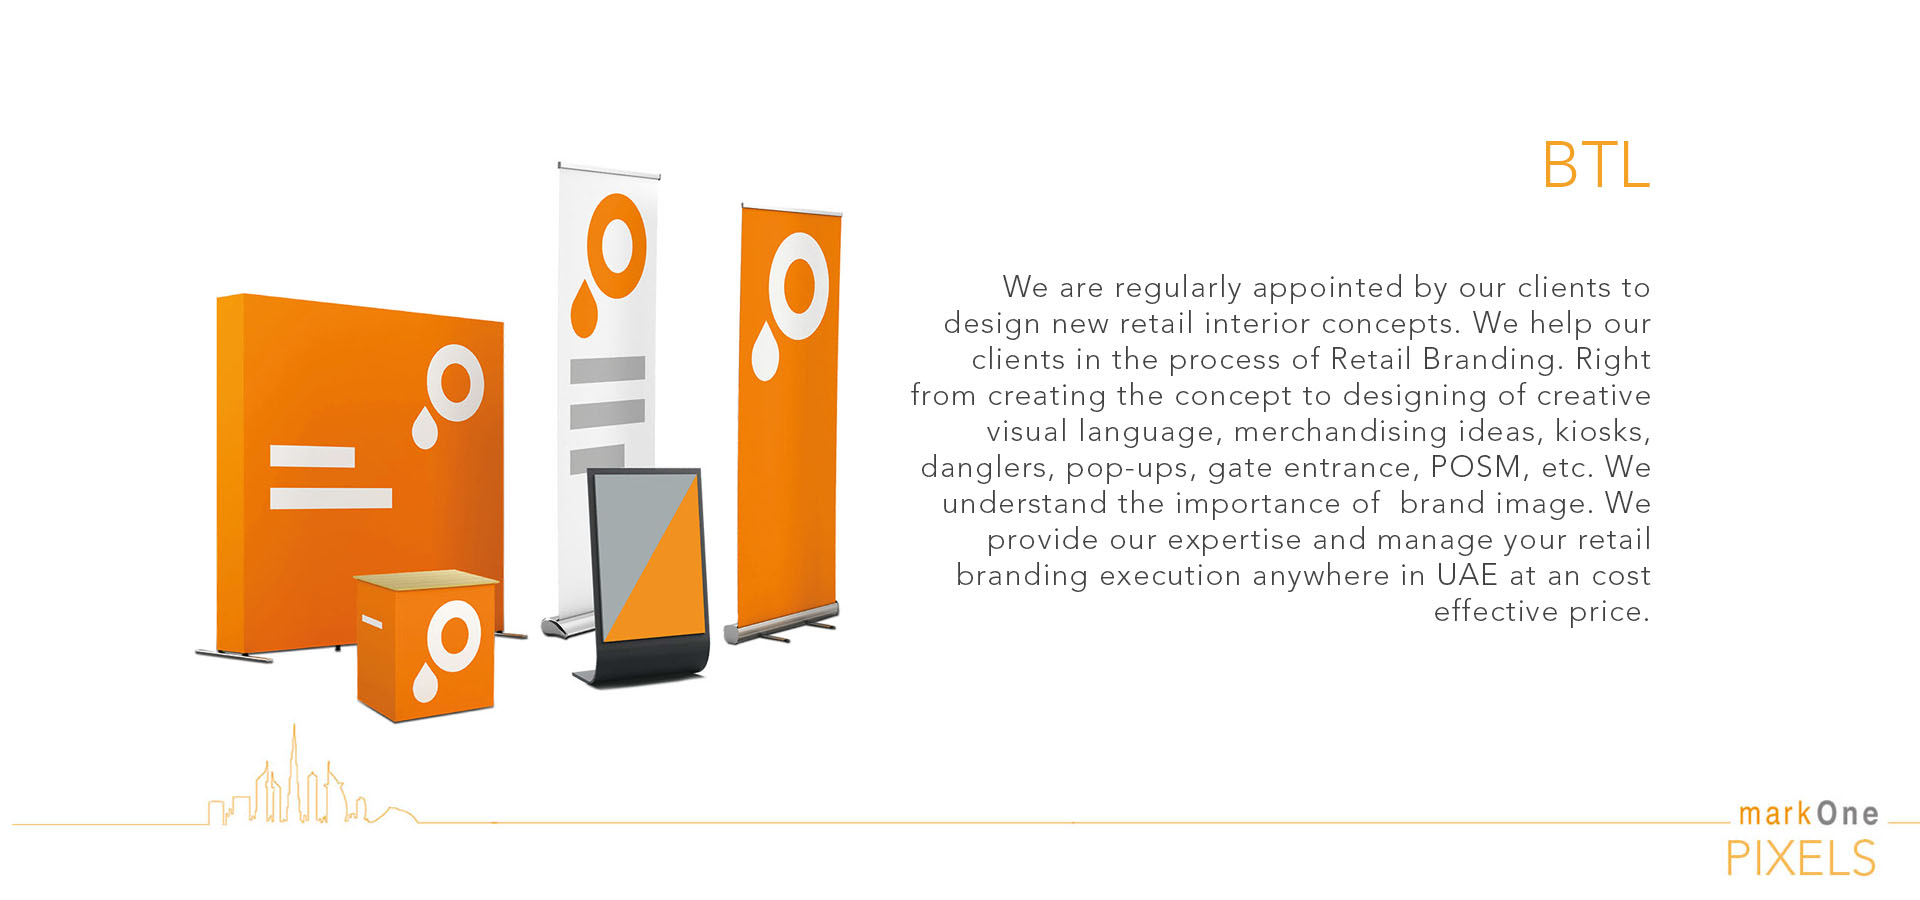 BTL
We are regularly appointed by our clients to
design new retail interior concepts. We help our
clients in the process of Retail Branding. Right
from creating the concept to designing of creative
visual language, merchandising ideas, kiosks,
danglers, pop-ups, gate entrance, POSM, etc. We
understand the importance of  brand image. We
provide our expertise and manage your retail
branding execution anywhere in UAE at an cost
effective price.
markOne
PIXELS